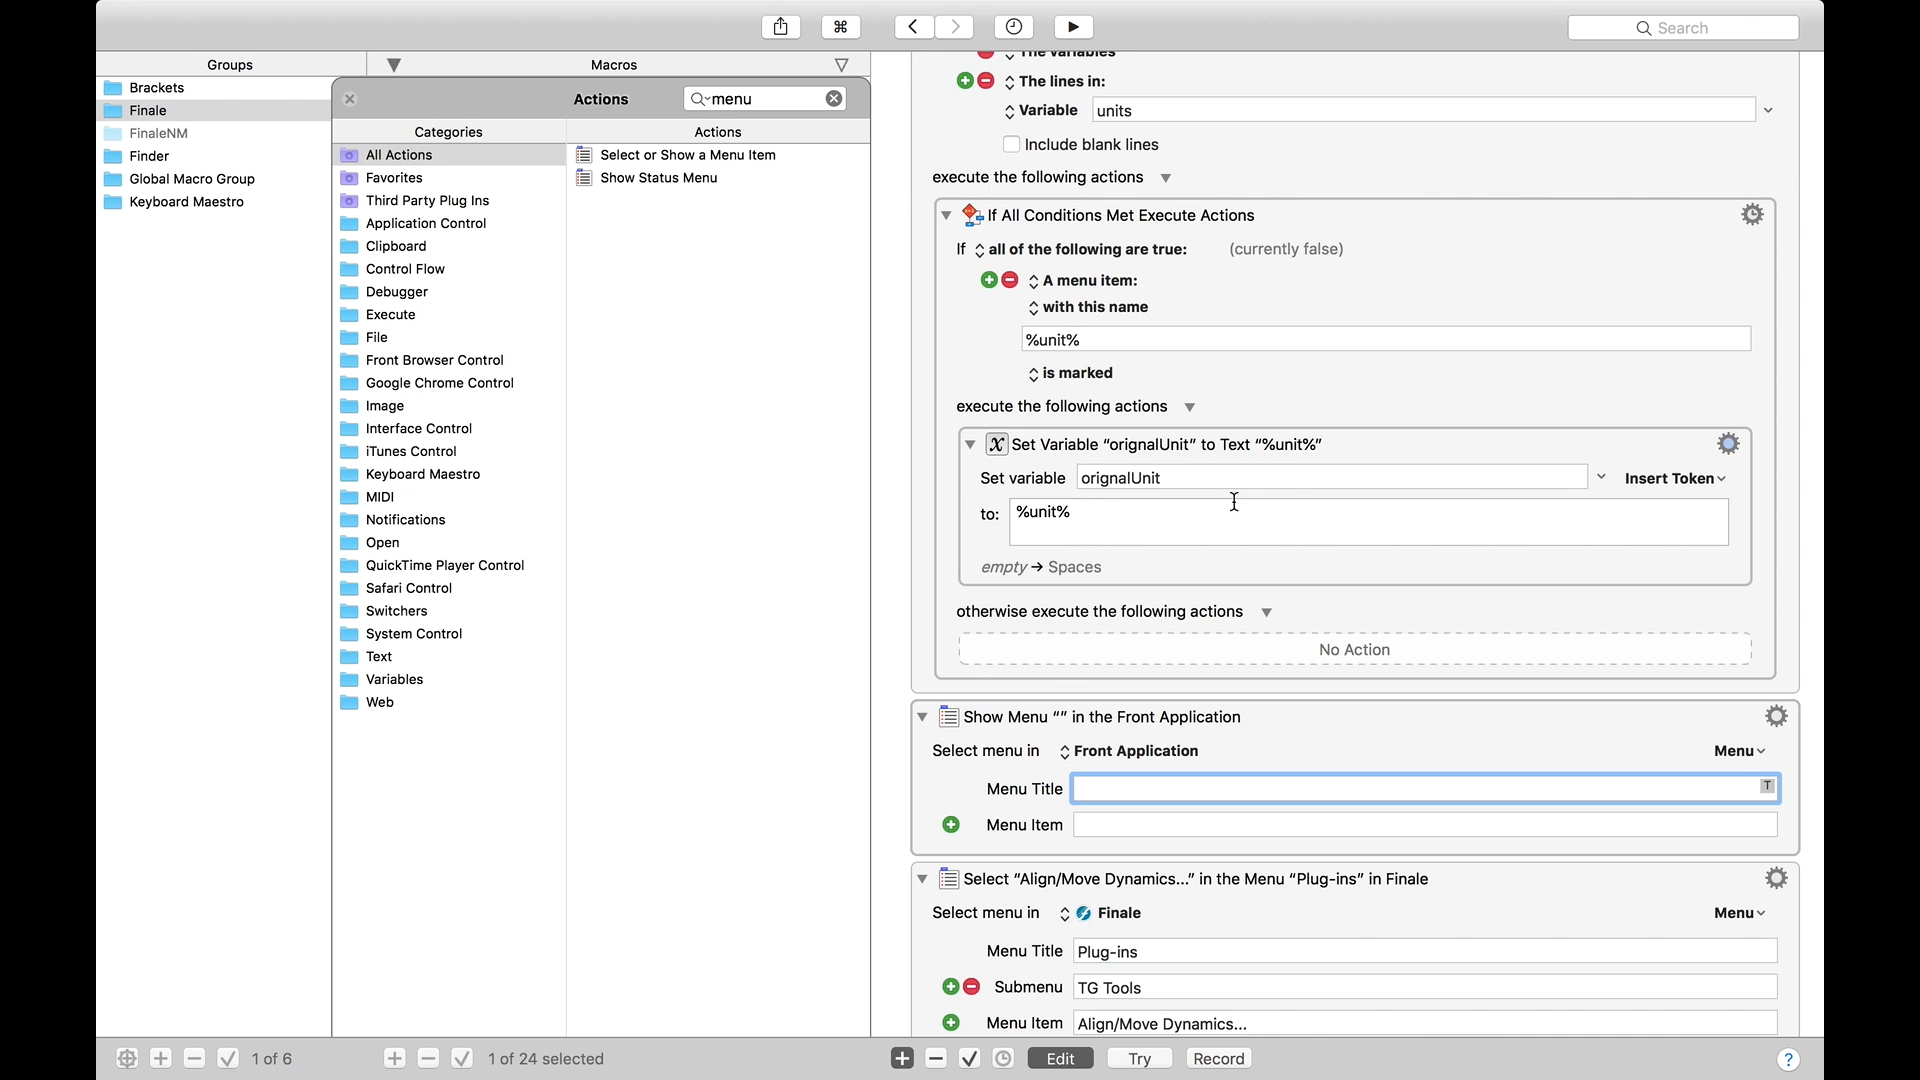 Search
Groups
Macros
Brackets
Finale
FinaleNM
Finder
Global Macro Group
Keyboard Maestro
Actions
menu
Categories
Actions
All Actions
Favorites
Third Party Plug Ins
Application Control
Clipboard
Control Flow
Debugger
Execute
File
Front Browser Control
Google Chrome Control
Image
Interface Control
iTunes Control
Keyboard Maestro
MIDI
Notifications
Open
QuickTime Player Control
Safari Control
Switchers
System Control
Text
Variables
Web
Select or Show a Menu Item
Show Status Menu
The variables
The lines in:
Variable units
Include blank lines
execute the following actions
If All Conditions Met Execute Actions
If all of the following are true: (currently false)
A menu item:
with this name
%unit%
is marked
execute the following actions
Set Variable “orignalUnit” to Text “%unit%”
Set variable orignalUnit Insert Token
to: %unit%
empty → Spaces
otherwise execute the following actions
No Action
Show Menu “” in the Front Application
Select menu in Front Application Menu
Menu Title T
Menu Item
Select “Align/Move Dynamics...” in the Menu “Plug-ins” in Finale
Select menu in Finale Menu
Menu Title Plug-ins
Submenu TG Tools
Menu Item Align/Move Dynamics...
1 of 6
1 of 24 selected
Edit Try Record ?